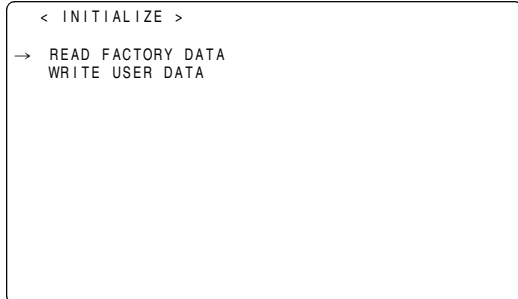 < INITIALIZE >
→ READ FACTORY DATA
WRITE USER DATA